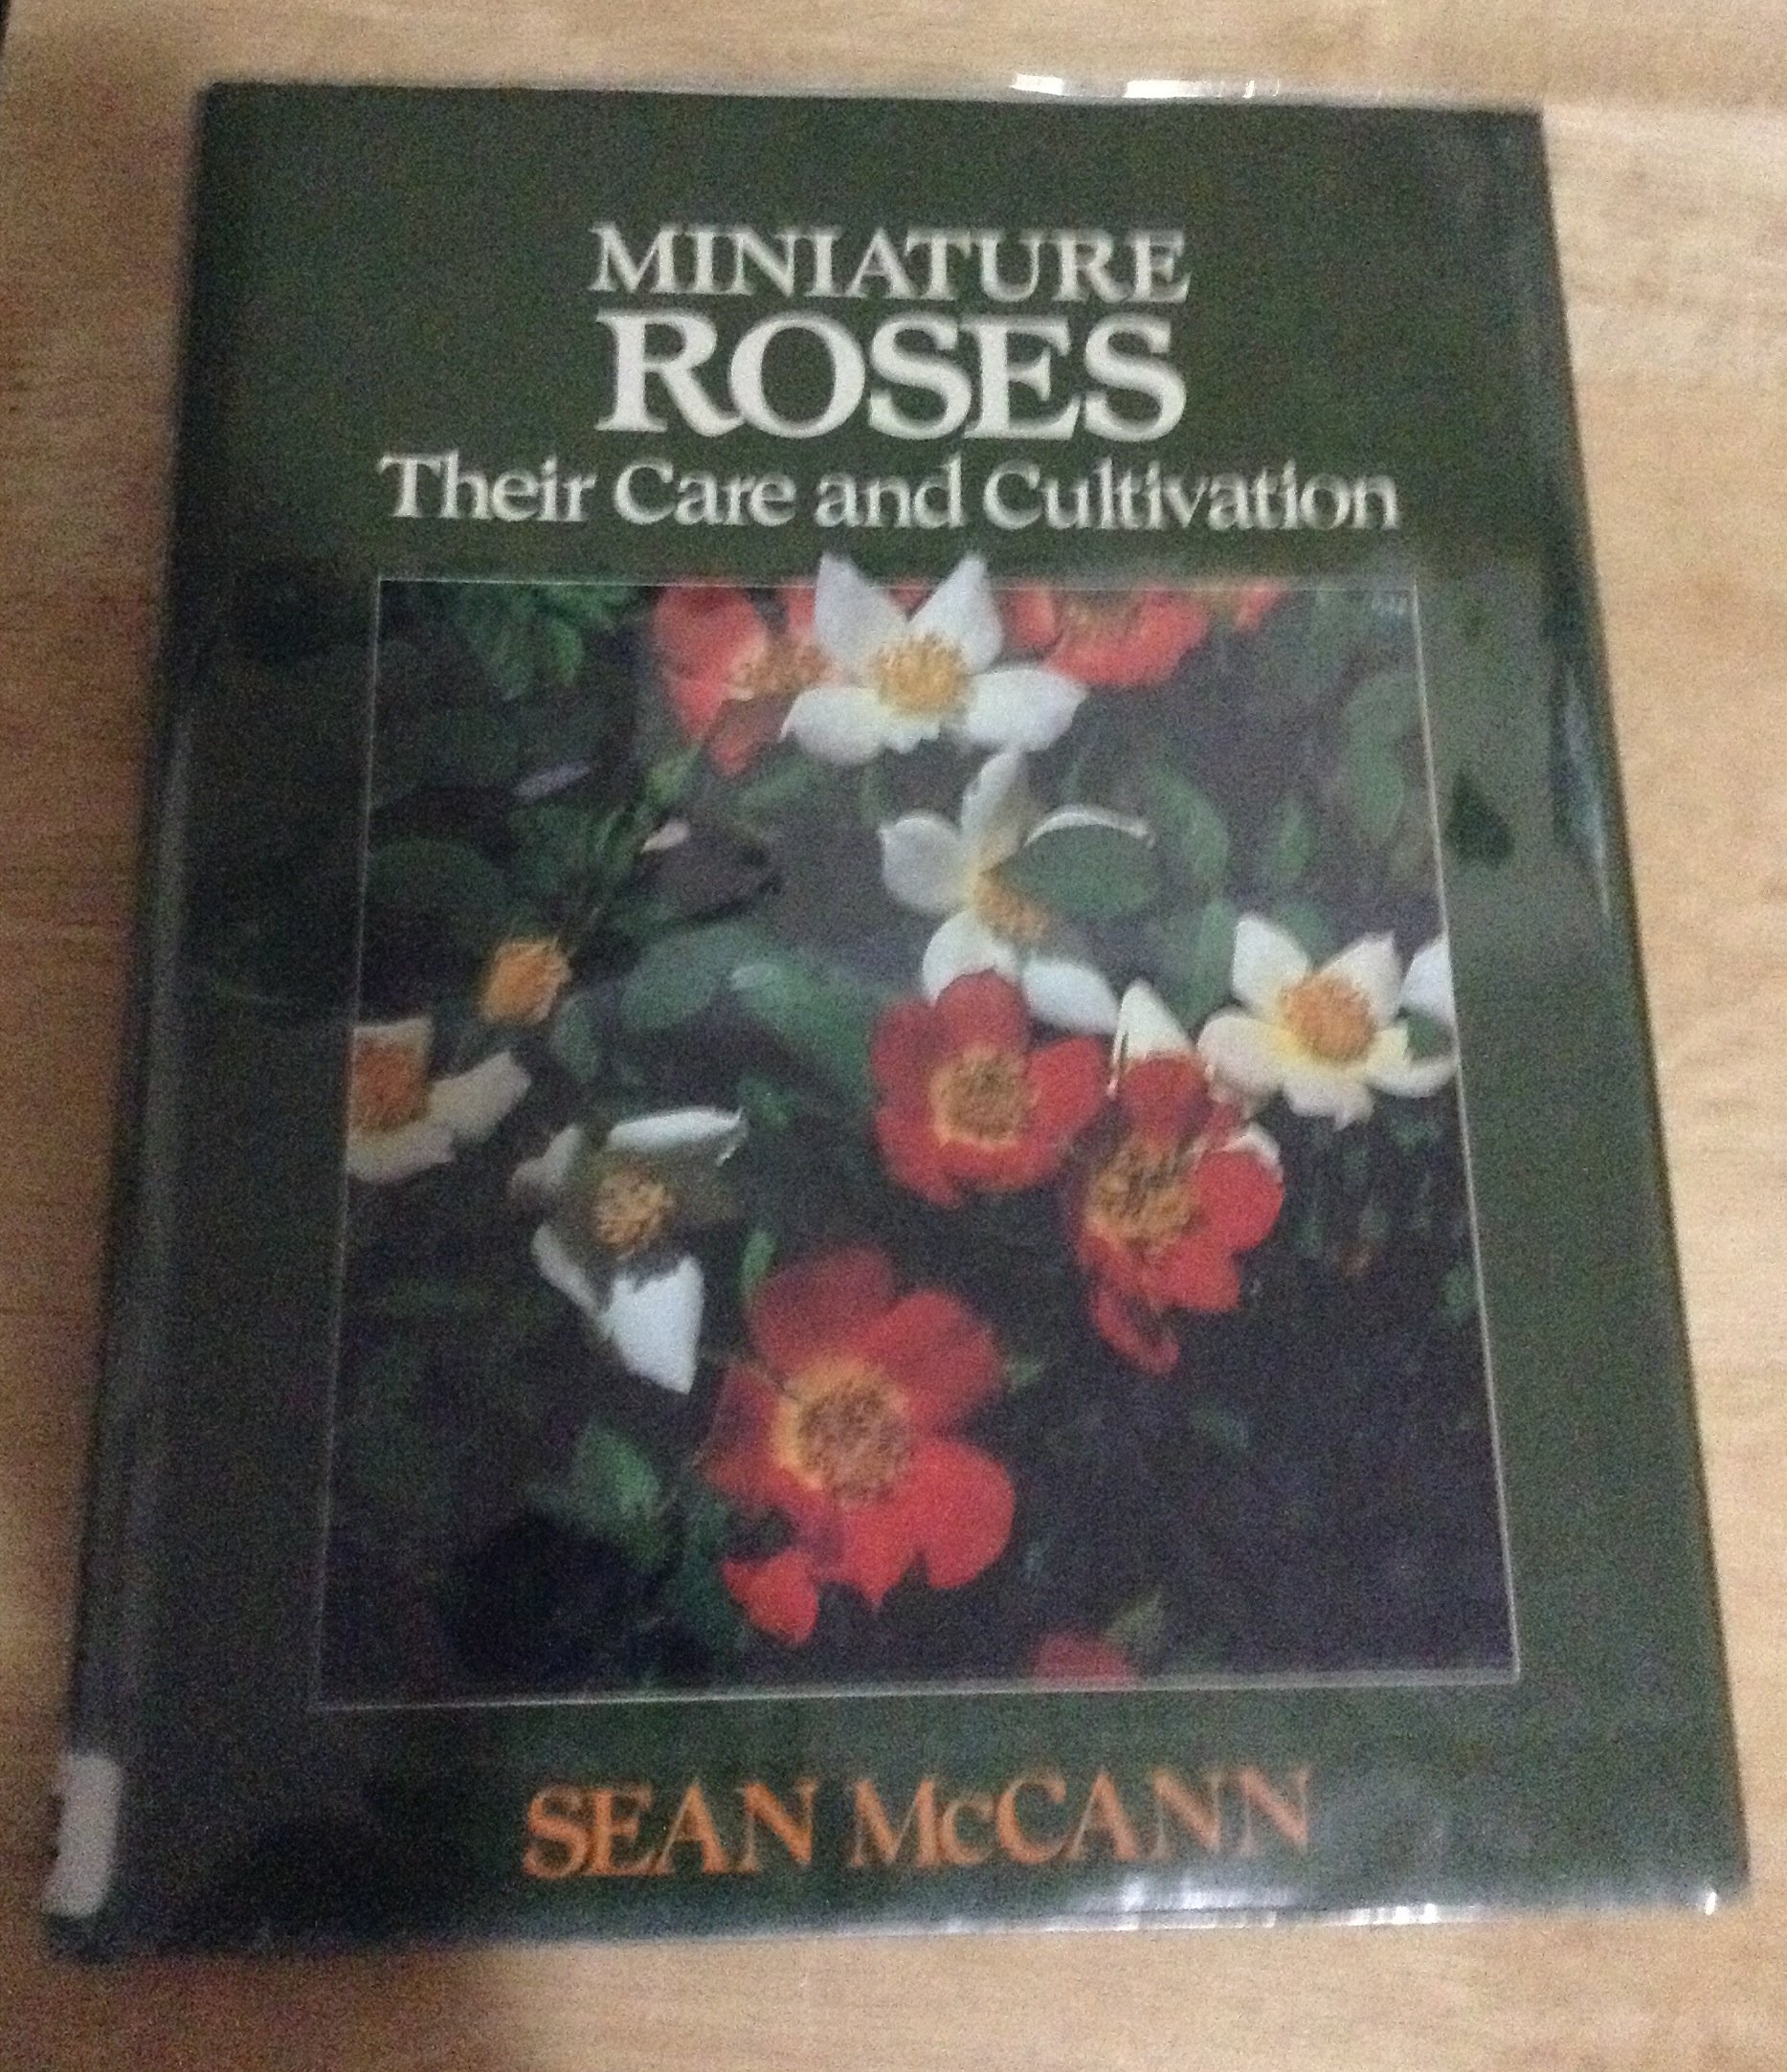 MINIATURE
ROSES
Their Care and Cultivation
SEAN McCANN